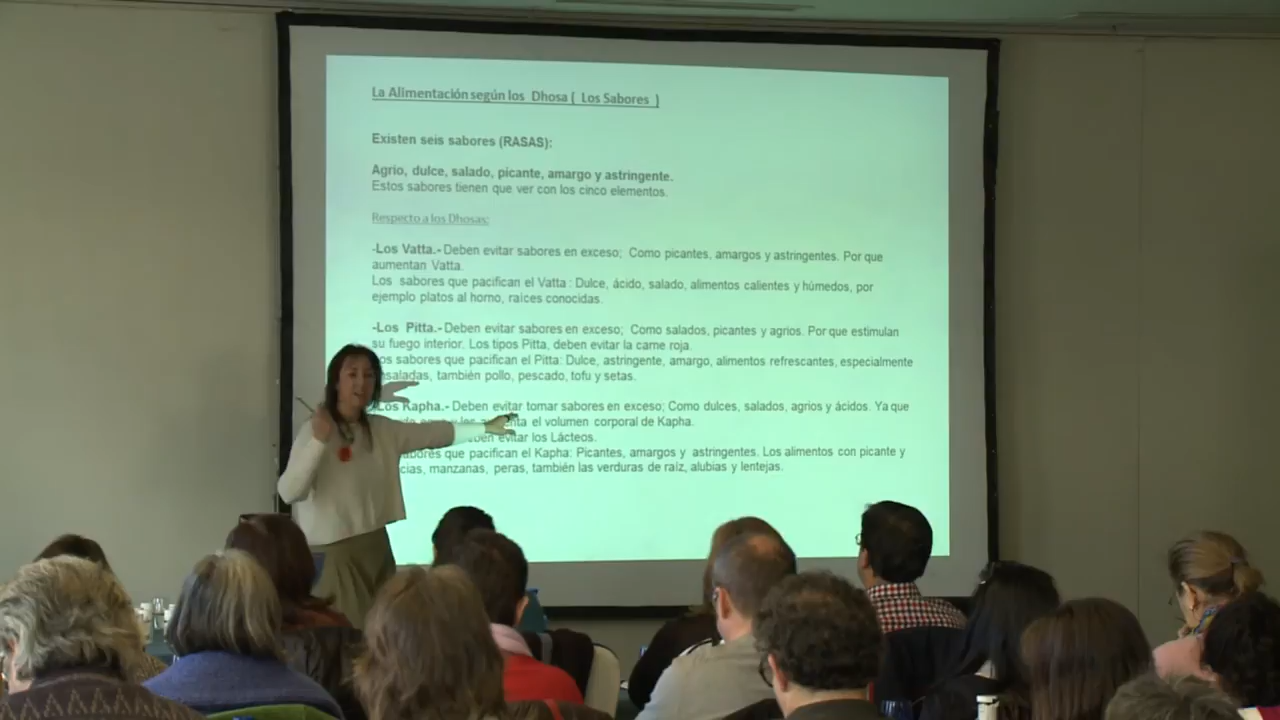 La Alimentación según los Dhosa ( Los Sabores )
Existen seis sabores (RASAS):
Agrio, dulce, salado, picante, amargo y astringente.
Estos sabores tienen que ver con los cinco elementos.
Respecto a los Dhosas:
-Los Vatta.- Deben evitar sabores en exceso; Como picantes, amargos y astringentes. Por que
aumentan Vatta.
Los sabores que pacifican el Vatta : Dulce, ácido, salado, alimentos calientes y húmedos, por
ejemplo platos al horno, raíces conocidas.
-Los Pitta.- Deben evitar sabores en exceso; Como salados, picantes y agrios. Por que estimulan
su fuego interior. Los tipos Pitta, deben evitar la carne roja.
os sabores que pacifican el Pitta: Dulce, astringente, amargo, alimentos refrescantes, especialmente
nsaladas, también pollo, pescado, tofu y setas.
-Los Kapha.- Deben evitar tomar sabores en exceso; Como dulces, salados, agrios y ácidos. Ya que
el volumen corporal de Kapha.
evitar los Lácteos.
que pacifican el Kapha: Picantes, amargos y astringentes. Los alimentos con picante y
cias, manzanas, peras, también las verduras de raíz, alubias y lentejas.